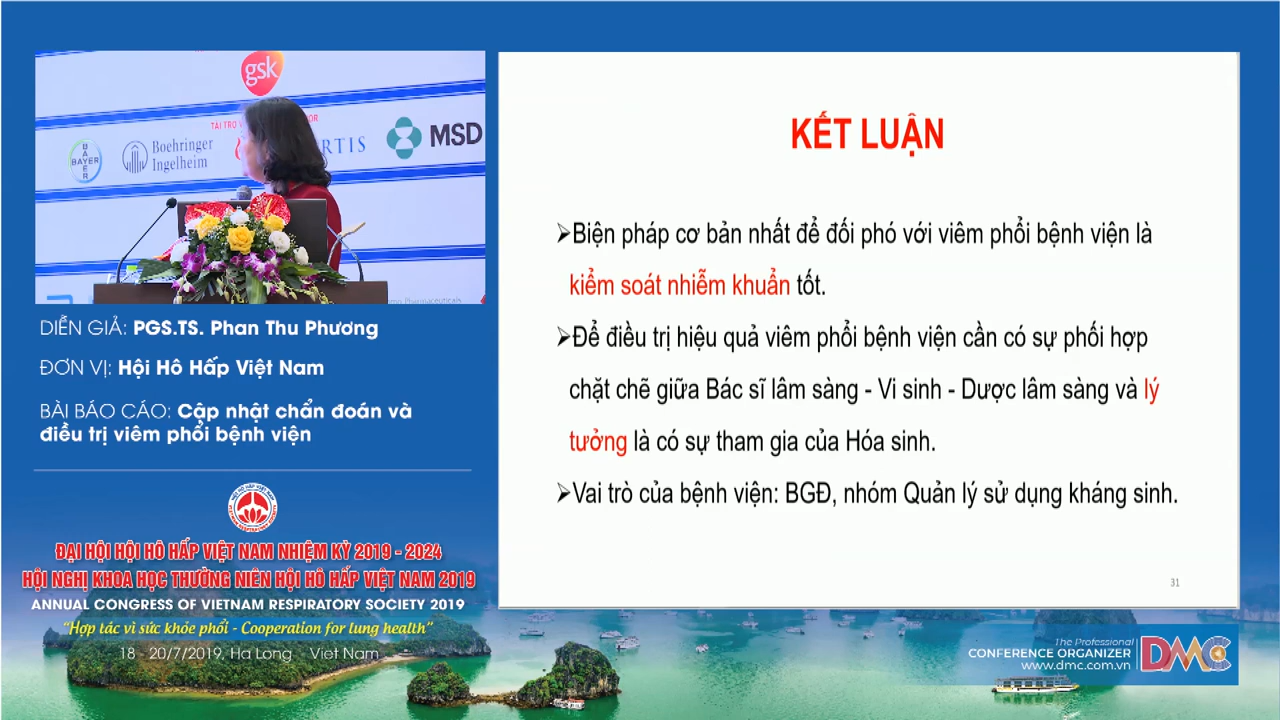 gsk
TÀI TRỢ V
OR
BAYER
BAYER
Boehringer
Ingelheim
RTIS
MSD
Pharmaceuticals
DIỄN GIẢ: PGS.TS. Phan Thu Phương
ĐƠN VỊ: Hội Hô Hấp Việt Nam
BÀI BÁO CÁO: Cập nhật chẩn đoán và
điều trị viêm phổi bệnh viện
ĐẠI HỘI HỘI HÔ HẤP VIỆT NAM NHIỆM KỲ 2019 - 2024
HỘI NGHỊ KHOA HỌC THƯỜNG NIÊN HỘI HÔ HẤP VIỆT NAM 2019
ANNUAL CONGRESS OF VIETNAM RESPIRATORY SOCIETY 2019
“Hợp tác vì sức khỏe phổi - Cooperation for lung health”
18 - 20/7/2019, Ha Long Viet Nam
KẾT LUẬN
➢Biện pháp cơ bản nhất để đối phó với viêm phổi bệnh viện là
kiểm soát nhiễm khuẩn tốt.
➢Để điều trị hiệu quả viêm phổi bệnh viện cần có sự phối hợp
chặt chẽ giữa Bác sĩ lâm sàng - Vi sinh - Dược lâm sàng và lý
tưởng là có sự tham gia của Hóa sinh.
➢Vai trò của bệnh viện: BGĐ, nhóm Quản lý sử dụng kháng sinh.
31
The Professional
CONFERENCE ORGANIZER
www.dmc.com.vn
DMC